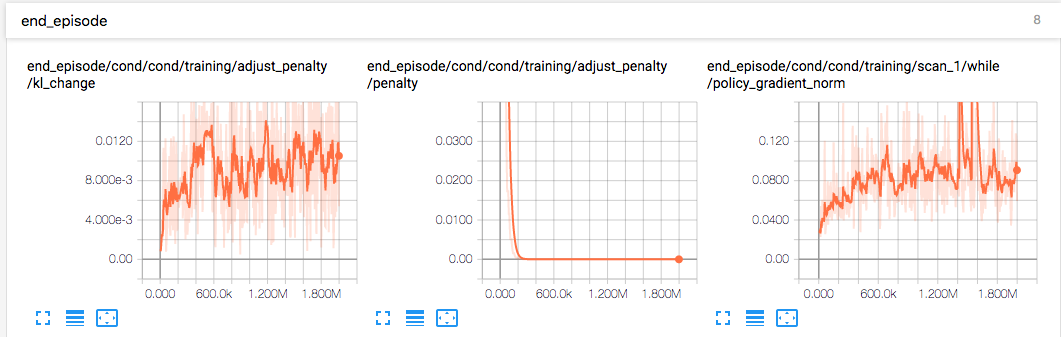 end_episode
8
end_episode/cond/cond/training/adjust_penalty
/kl_change
0.0120
8.000e-3
4.000e-3
0.00
0.000 600.0k 1.200M 1.800M
end_episode/cond/cond/training/adjust_penalty
/penalty
0.0300
0.0200
0.0100
0.00
0.000 600.0k 1.200M 1.800M
end_episode/cond/cond/training/scan_1/while
/policy_gradient_norm
0.120
0.0800
0.0400
0.00
0.000 600.0k 1.200M 1.800M